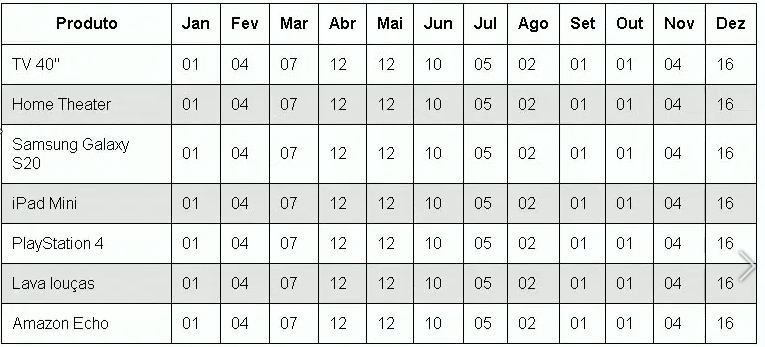 Produto Jan Fev Mar Abr Mai Jun Jul Ago Set Out Nov Dez
TV 40" 01 04 07 12 12 10 05 02 01 01 04 16
Home Theater 01 04 07 12 12 10 05 02 01 01 04 16
Samsung Galaxy
S20 01 04 07 12 12 10 05 02 01 01 04 16
iPad Mini 01 04 07 12 12 10 05 02 01 01 04 16
PlayStation 4 01 04 07 12 12 10 05 02 01 01 04 16
Lava louças 01 04 07 12 12 10 05 02 01 01 04 16
Amazon Echo 01 04 07 12 12 10 05 02 01 01 04 16